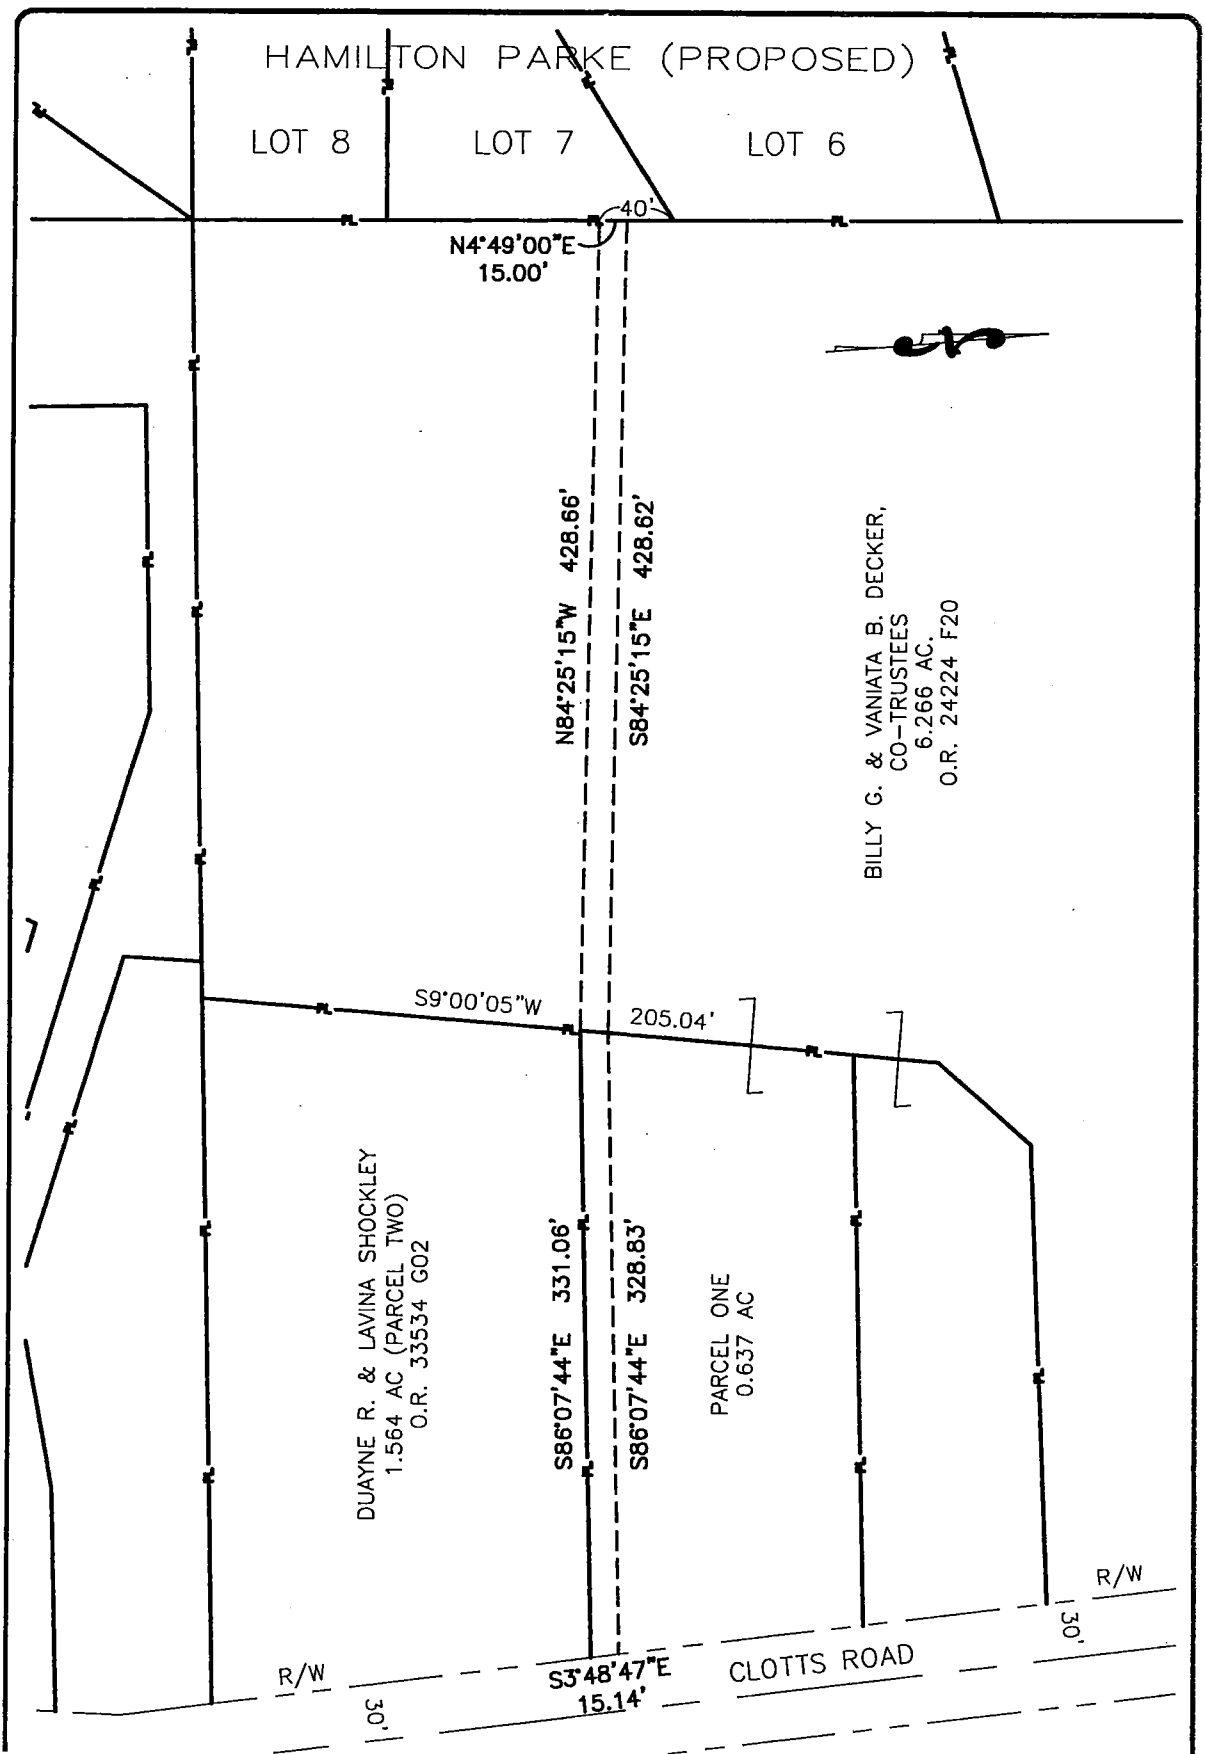 HAMILTON PARKE (PROPOSED)
LOT 8
LOT 7
LOT 6
40'
N4°49'00"E
15.00'
N84°25'15"W 428.66'
S84°25'15"E 428.62'
BILLY G. & VANIATA B. DECKER,
CO-TRUSTEES
6.266 AC.
O.R. 24224 F20
S9°00'05"W
205.04'
DUAYNE R. & LAVINA SHOCKLEY
1.564 AC (PARCEL TWO)
O.R. 33534 G02
S86°07'44"E 331.06'
S86°07'44"E 328.83'
PARCEL ONE
0.637 AC
R/W
30'
R/W
30'
S3°48'47"E
15.14'
CLOTTS ROAD